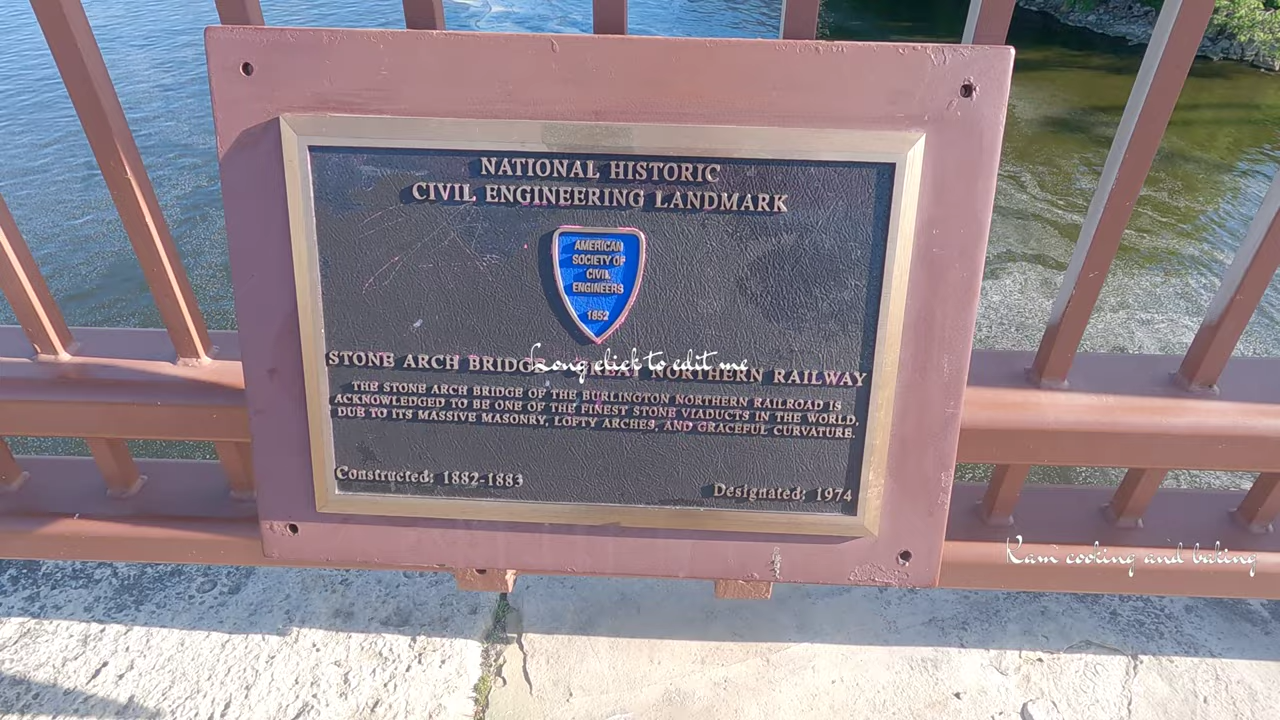 NATIONAL HISTORIC
CIVIL ENGINEERING LANDMARK
AMERICAN
SOCIETY OF
CIVIL
ENGINEERS
1852
STONE ARCH BRIDGE NORTHERN RAILWAY
Long click to edit me
THE STONE ARCH BRIDGE OF THE BURLINGTON NORTHERN RAILROAD IS
ACKNOWLEDGED TO BE ONE OF THE FINEST STONE VIADUCTS IN THE WORLD,
DUE TO ITS MASSIVE MASONRY, LOFTY ARCHES, AND GRACEFUL CURVATURE.
Constructed: 1882-1883
Designated: 1974
Kam cooking and baking